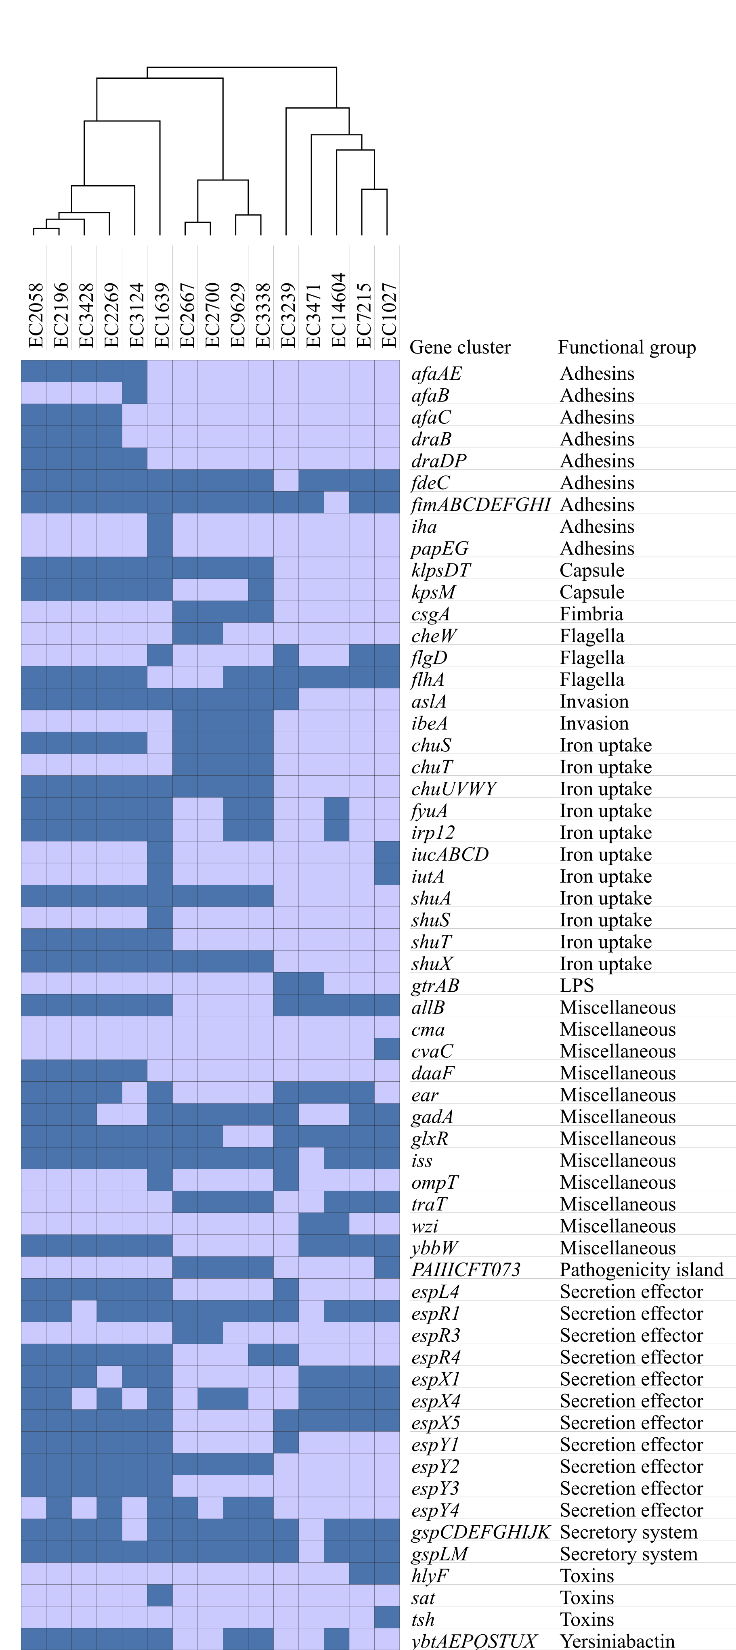 EC2058 EC2196 EC3428 EC2269 EC3124 EC1639 EC2667 EC2700 EC9629 EC3338 EC3239 EC3471 EC14604 EC7215 EC1027
Gene cluster Functional group
afaAE Adhesins
afaB Adhesins
afaC Adhesins
draB Adhesins
draDP Adhesins
fdeC Adhesins
fimABCDEFGHI Adhesins
iha Adhesins
papEG Adhesins
klpsDT Capsule
kpsM Capsule
csgA Fimbria
cheW Flagella
flgD Flagella
flhA Flagella
aslA Invasion
ibeA Invasion
chuS Iron uptake
chuT Iron uptake
chuUVWY Iron uptake
fyuA Iron uptake
irp12 Iron uptake
iucABCD Iron uptake
iutA Iron uptake
shuA Iron uptake
shuS Iron uptake
shuT Iron uptake
shuX Iron uptake
gtrAB LPS
allB Miscellaneous
cma Miscellaneous
cvaC Miscellaneous
daaF Miscellaneous
ear Miscellaneous
gadA Miscellaneous
glxR Miscellaneous
iss Miscellaneous
ompT Miscellaneous
traT Miscellaneous
wzi Miscellaneous
ybbW Miscellaneous
PAIIICFT073 Pathogenicity island
espL4 Secretion effector
espR1 Secretion effector
espR3 Secretion effector
espR4 Secretion effector
espX1 Secretion effector
espX4 Secretion effector
espX5 Secretion effector
espY1 Secretion effector
espY2 Secretion effector
espY3 Secretion effector
espY4 Secretion effector
gspCDEFGHIJK Secretory system
gspLM Secretory system
hlyF Toxins
sat Toxins
tsh Toxins
ybtAEPQSTUX Yersiniabactin